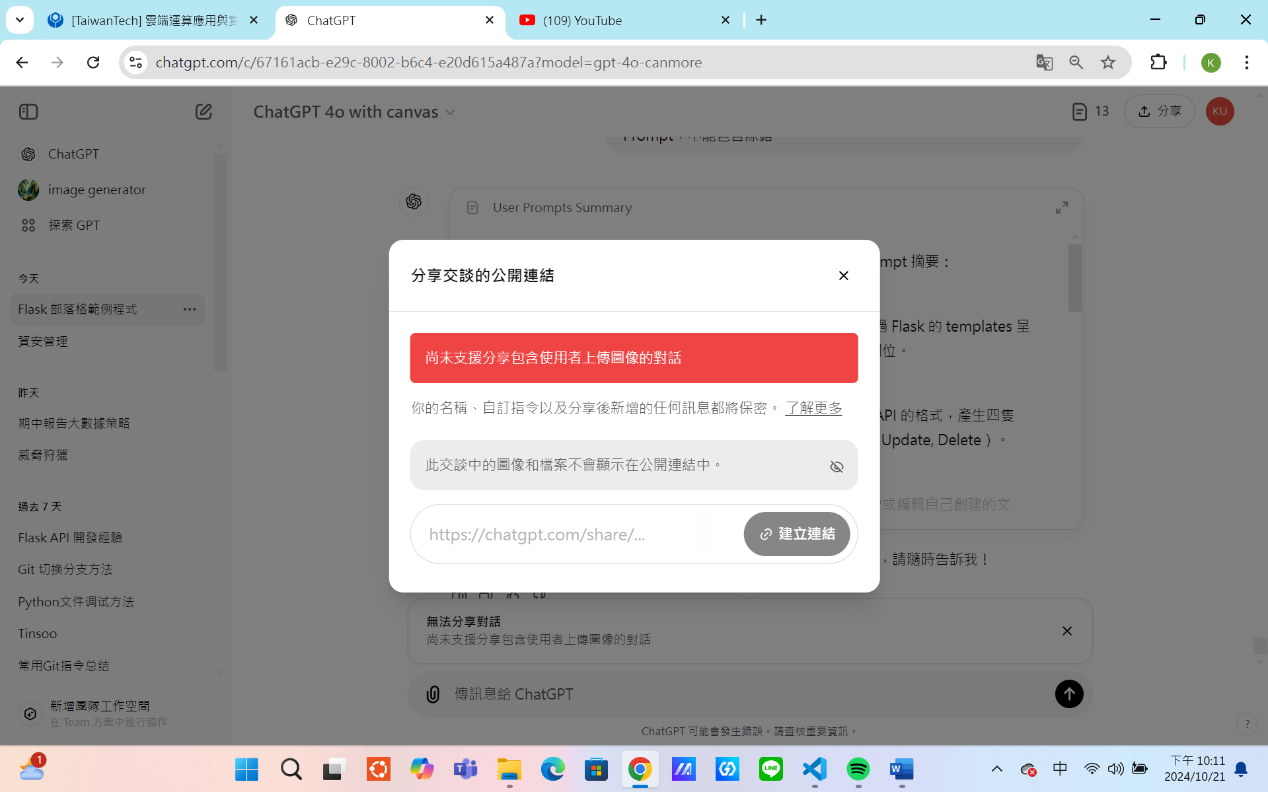 [TaiwanTech] 雲端運算應用與
ChatGPT
(109) YouTube
chatgpt.com/c/67161acb-e29c-8002-b6c4-e20d615a487a?model=gpt-4o-canmore
K
ChatGPT 4o with canvas
13
分享
KU
ChatGPT
image generator
探索 GPT
今天
Flask 部落格範例程式
資安管理
昨天
期中報告大數據策略
威脅狩獵
過去 7 天
Flask API 開發經驗
Git 切換分支方法
Python文件调试方法
Tinsoo
常用Git指令总结
新增團隊工作空間
在 Team 方案中進行協作
Prompt，不能包含除錯
User Prompts Summary
mpt 摘要：
過 Flask 的 templates 呈
位。
API 的格式，產生四隻
Update, Delete）。
或編輯自己創建的文
，請隨時告訴我！
分享交談的公開連結
尚未支援分享包含使用者上傳圖像的對話
你的名稱、自訂指令以及分享後新增的任何訊息都將保密。 了解更多
此交談中的圖像和檔案不會顯示在公開連結中。
https://chatgpt.com/share/...
建立連結
無法分享對話
尚未支援分享包含使用者上傳圖像的對話
傳訊息給 ChatGPT
ChatGPT 可能會發生錯誤。請查核重要資訊。
?
1
LINE
中
下午 10:11
2024/10/21